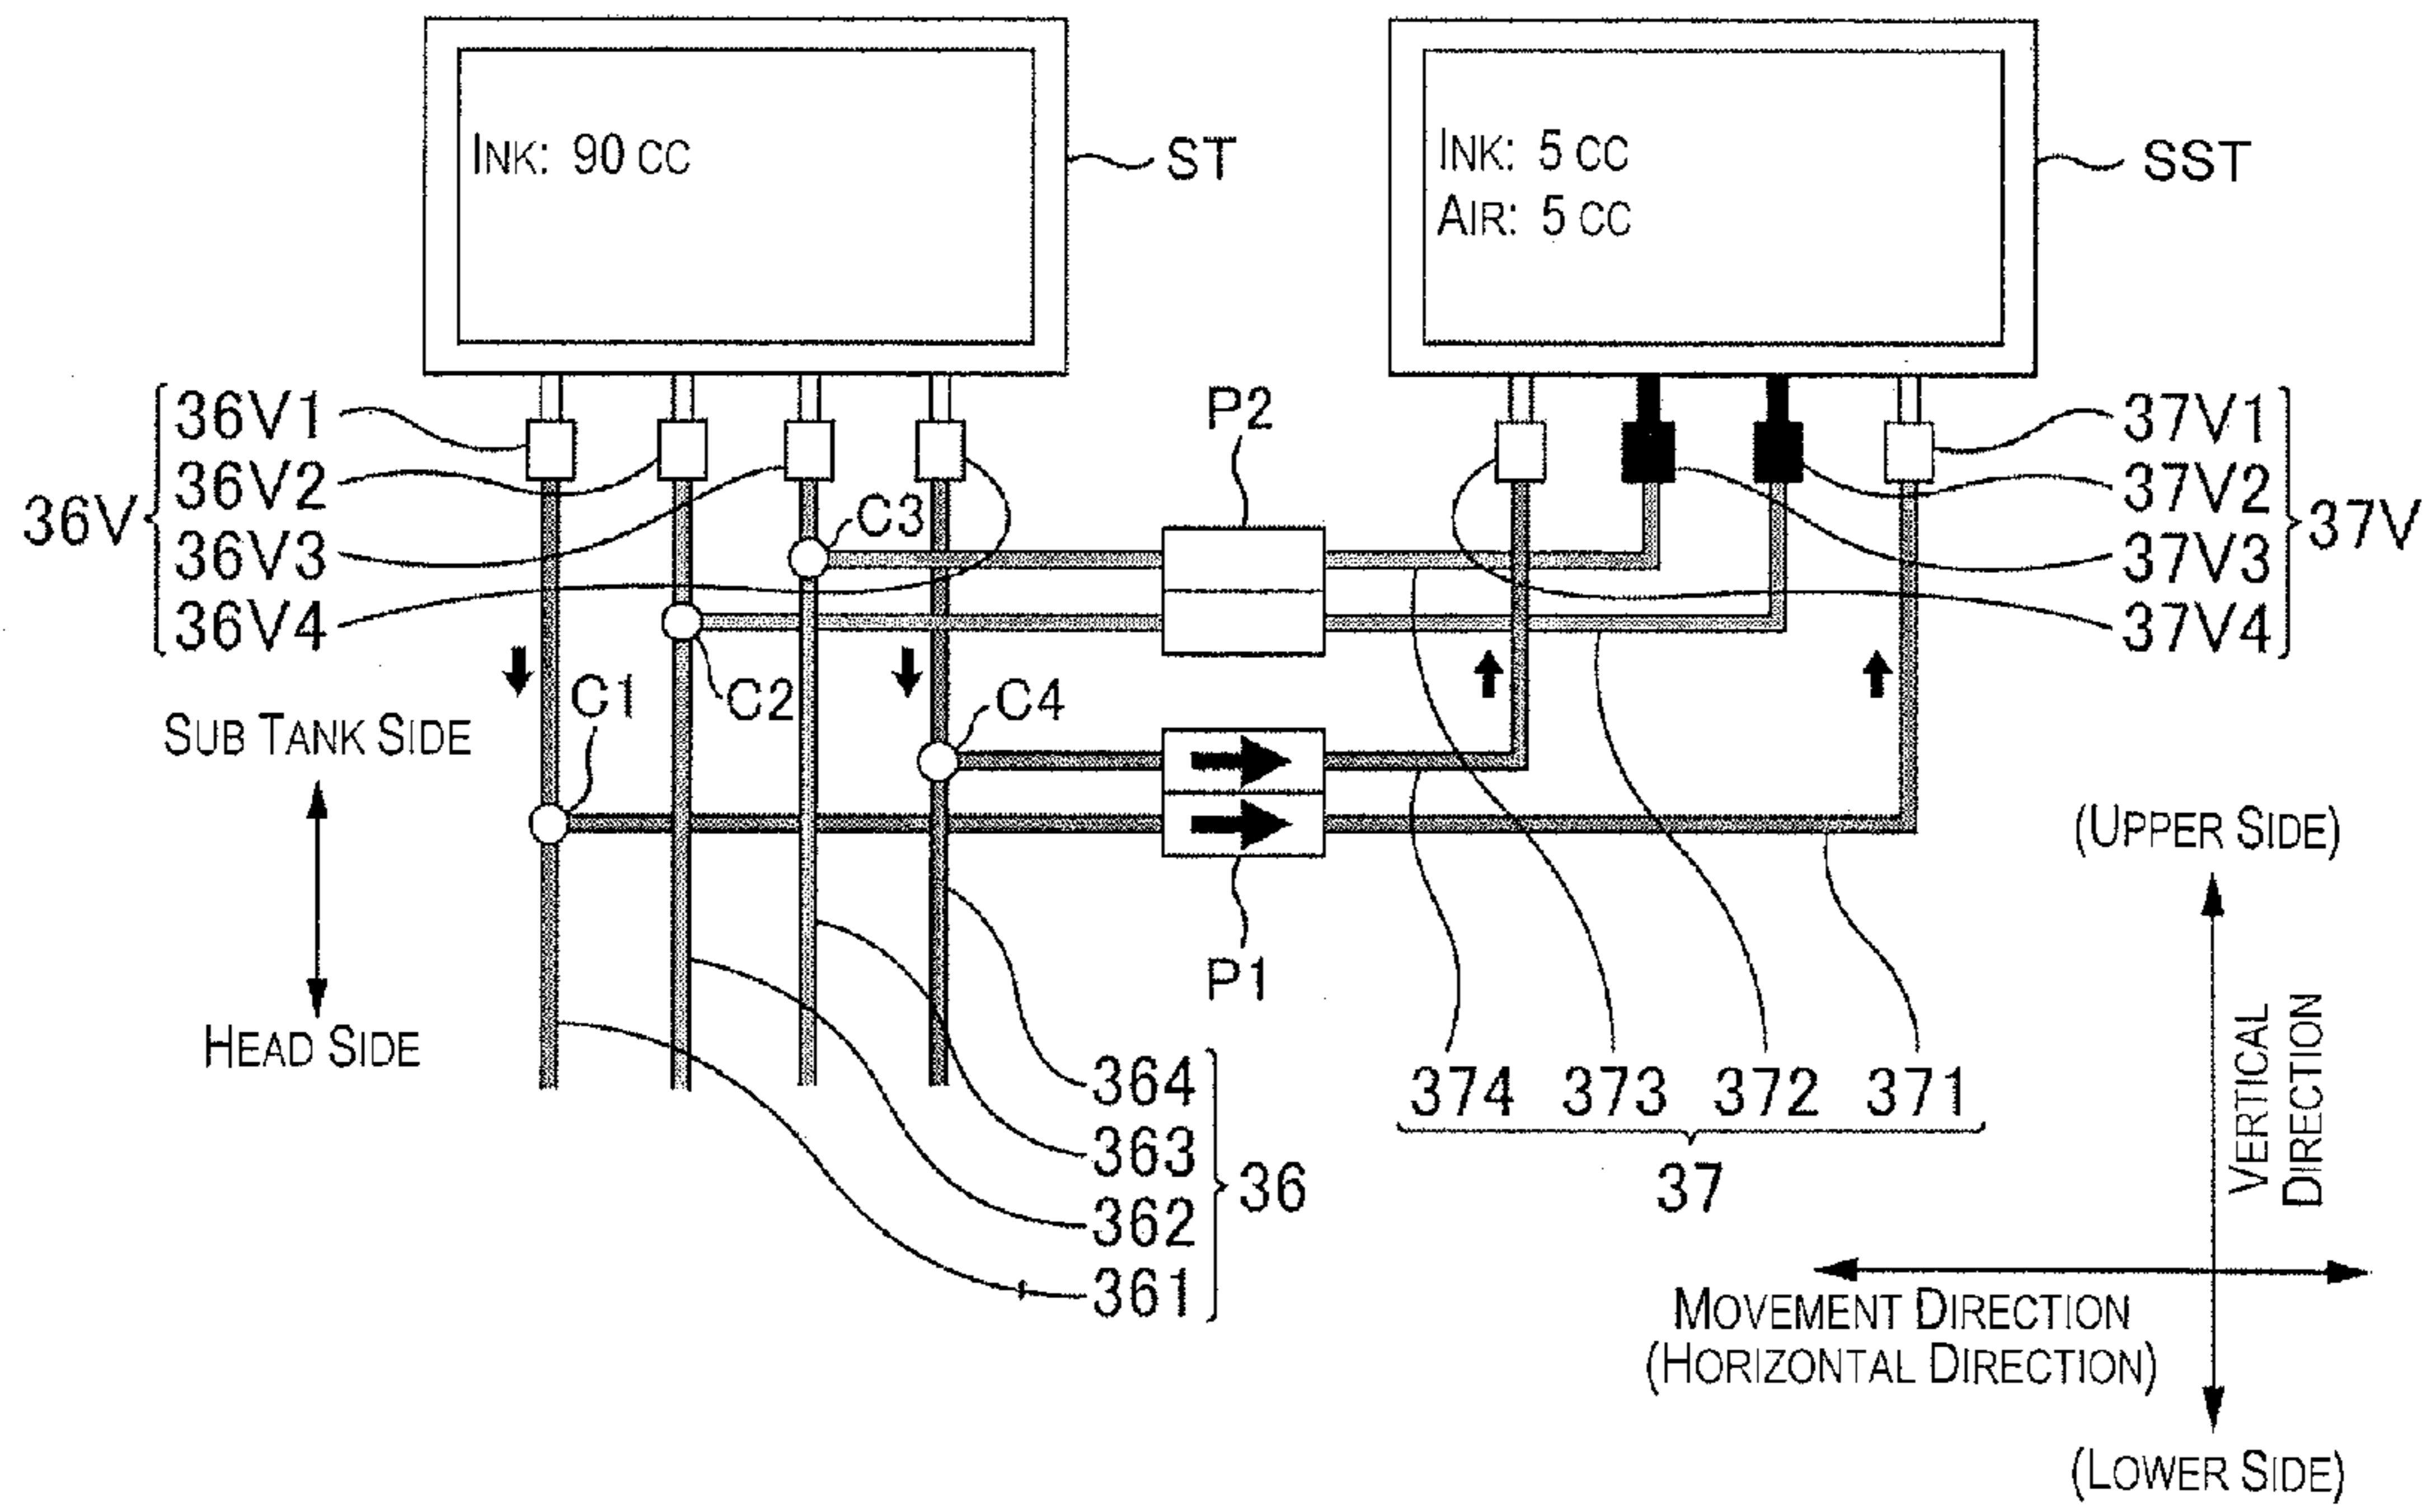 INK: 90 CC
ST
INK: 5 CC
AIR: 5 CC
SST
36V
36V1
36V2
36V3
36V4
P2
37V1
37V2
37V3
37V4
37V
C3
C2
C1
C4
SUB TANK SIDE
HEAD SIDE
P1
(UPPER SIDE)
VERTICAL
DIRECTION
364
363
362
361
36
374 373 372 371
37
MOVEMENT DIRECTION
(HORIZONTAL DIRECTION)
(LOWER SIDE)